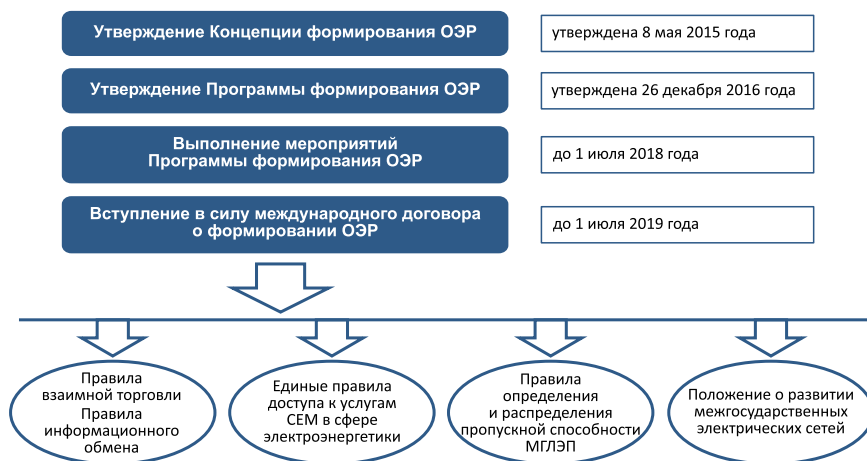 Утверждение Концепции формирования ОЭР
утверждена 8 мая 2015 года
Утверждение Программы формирования ОЭР
утверждена 26 декабря 2016 года
Выполнение мероприятий
Программы формирования ОЭР
до 1 июля 2018 года
Вступление в силу международного договора
о формировании ОЭР
до 1 июля 2019 года
Правила
взаимной торговли
Правила
информационного
обмена
Единые правила
доступа к услугам
СЕМ в сфере
электроэнергетики
Правила
определения
и распределения
пропускной способности
МГЛЭП
Положение о развитии
межгосударственных
электрических сетей